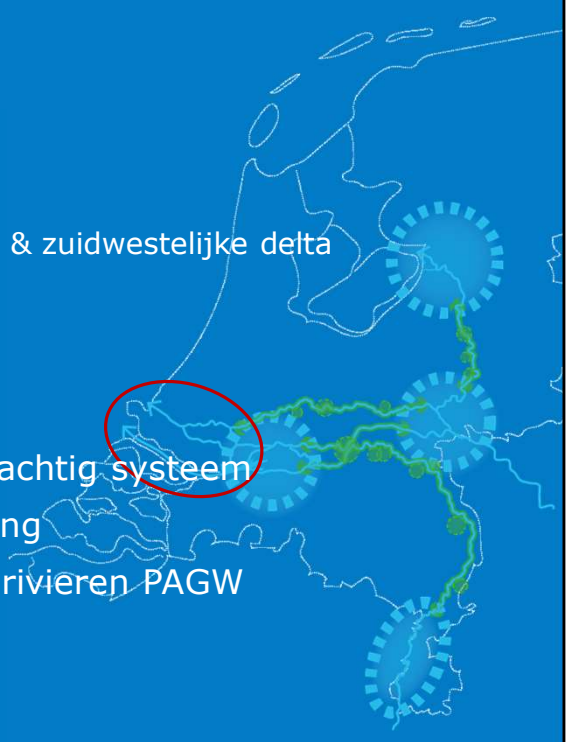 & zuidwestelijke delta
achtig systeem
ng
rivieren PAGW